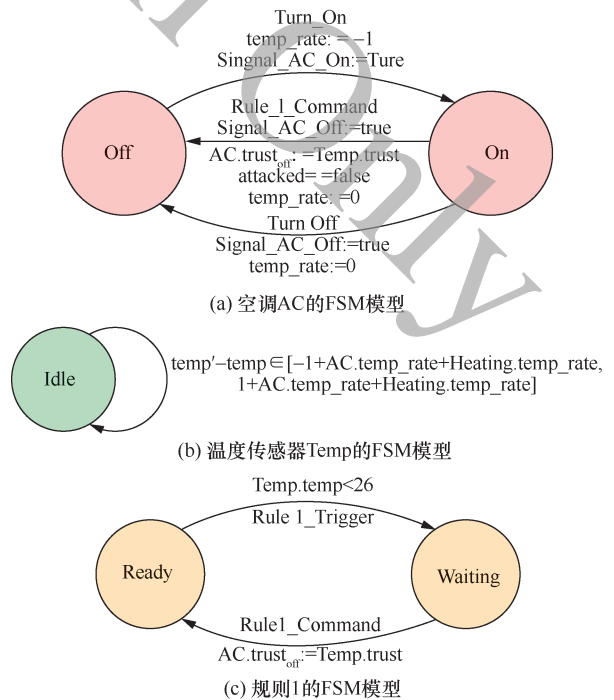 Turn_On
temp_rate: = −1
Singnal_AC_On:=Ture
Off
Rule_l_Command
Signal_AC_Off:=true
AC.trustoff: =Temp.trust
attacked= =false
temp_rate: =0
On
Turn Off
Signal_AC_Off:=true
temp_rate:=0
(a) 空调AC的FSM模型
Idle
temp′−temp∈[−1+AC.temp_rate+Heating.temp_rate,
1+AC.temp_rate+Heating.temp_rate]
(b) 温度传感器Temp的FSM模型
Temp.temp<26
Rule 1_Trigger
Ready
Waiting
Rule1_Command
AC.trustoff:=Temp.trust
(c) 规则1的FSM模型
Only